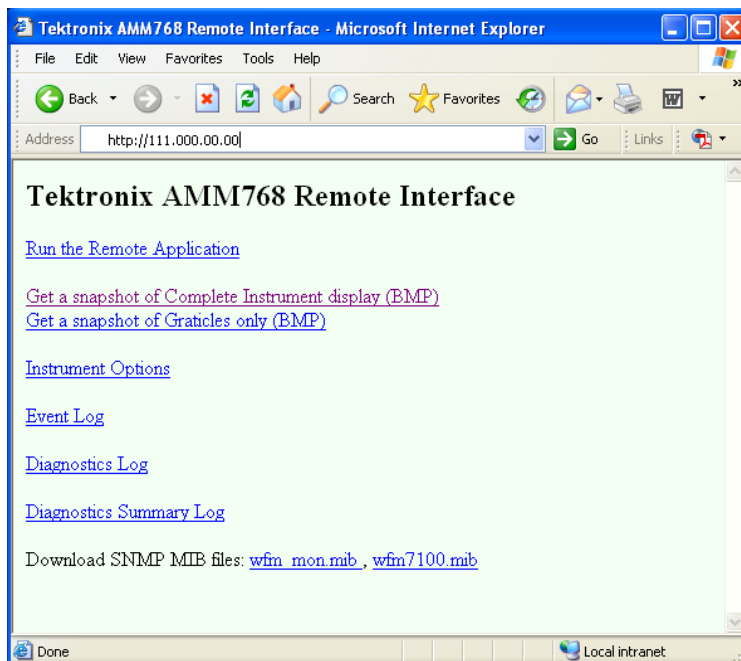 Tektronix AMM768 Remote Interface - Microsoft Internet Explorer
File Edit View Favorites Tools Help
Back Search Favorites
Address http://111.000.00.00 Go Links
Tektronix AMM768 Remote Interface
Run the Remote Application
Get a snapshot of Complete Instrument display (BMP)
Get a snapshot of Graticles only (BMP)
Instrument Options
Event Log
Diagnostics Log
Diagnostics Summary Log
Download SNMP MIB files: wfm_mon.mib , wfm7100.mib
Done Local intranet